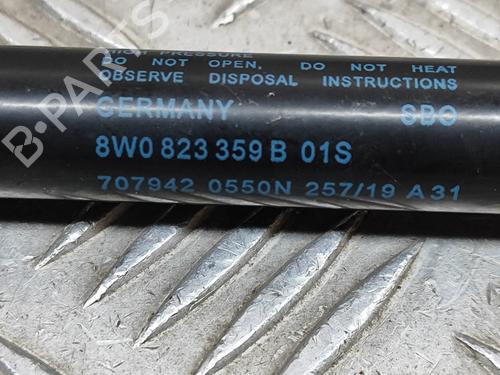 HIGH PRESSURE
DO NOT OPEN, DO NOT HEAT
OBSERVE DISPOSAL INSTRUCTIONS
GERMANY SBO
8W0 823 359 B 01S
707942 0550N 257/19 A31
B-Parts